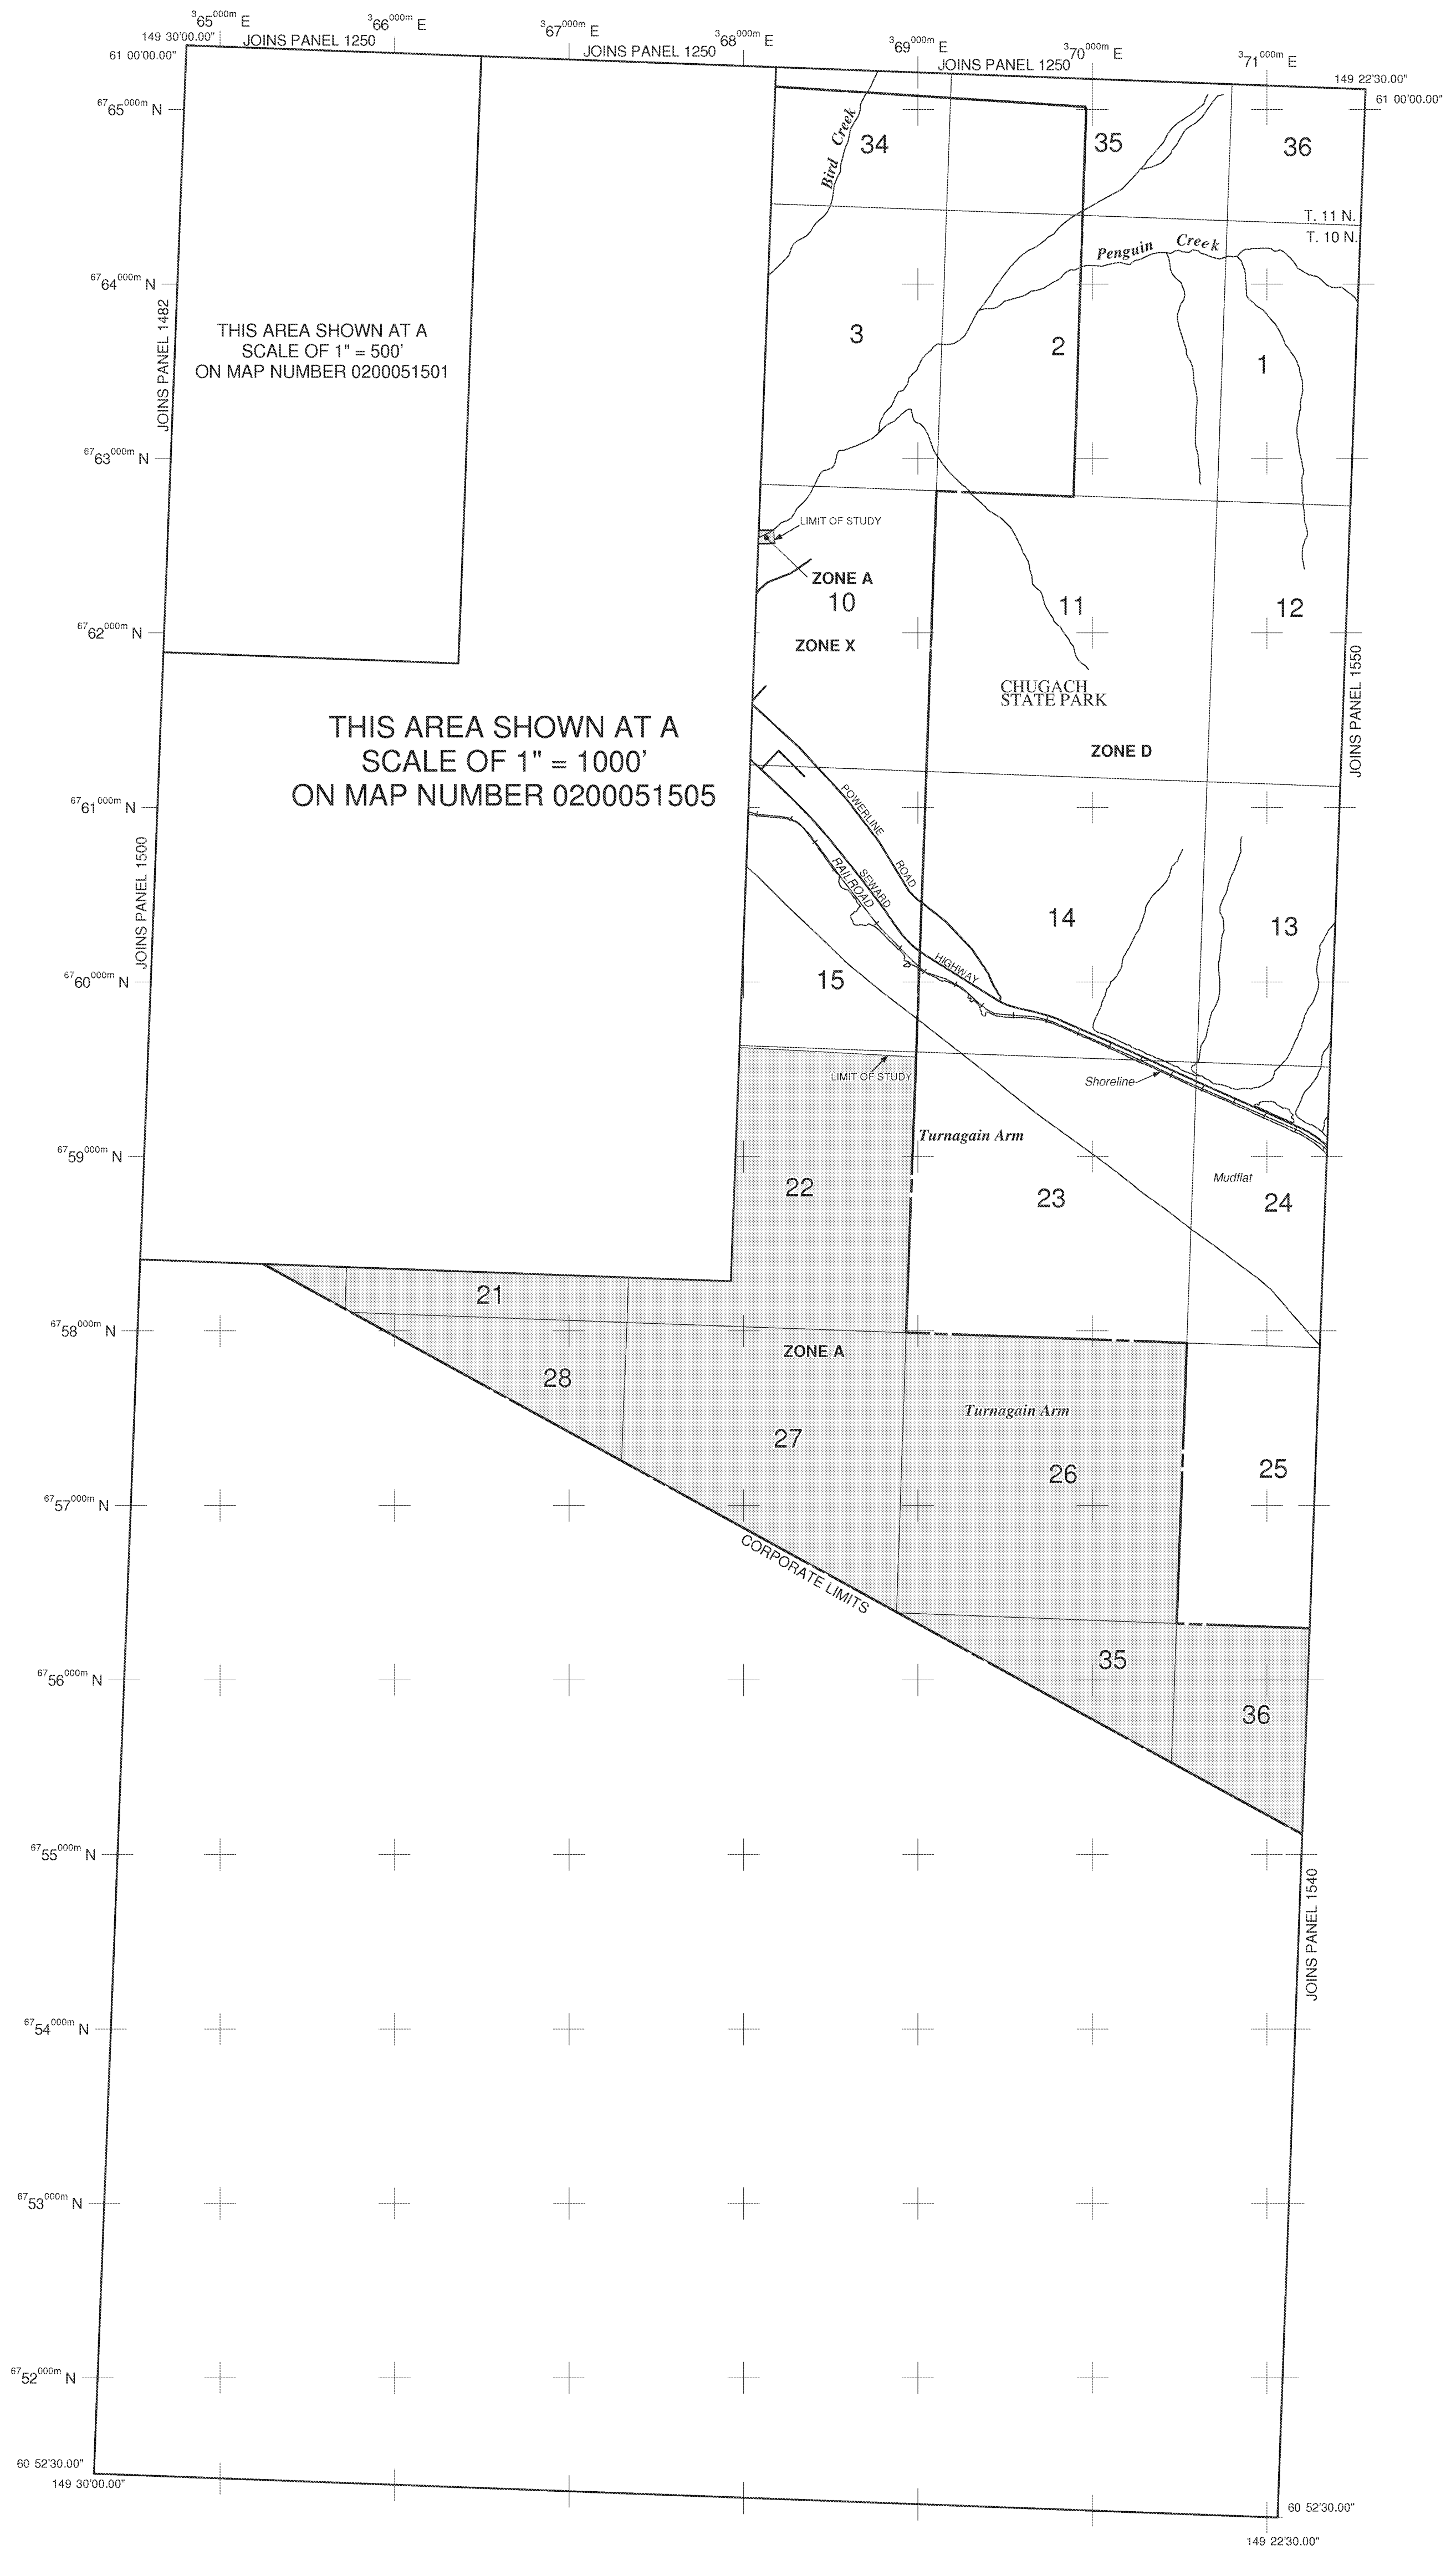 ³65⁰⁰⁰ᵐ E
³66⁰⁰⁰ᵐ E
³67⁰⁰⁰ᵐ E
³68⁰⁰⁰ᵐ E
³69⁰⁰⁰ᵐ E
³70⁰⁰⁰ᵐ E
³71⁰⁰⁰ᵐ E
149 30'00.00"
JOINS PANEL 1250
JOINS PANEL 1250
JOINS PANEL 1250
149 22'30.00"
61 00'00.00"
61 00'00.00"
⁶⁷65⁰⁰⁰ᵐ N
Bird Creek
34
35
36
T. 11 N.
T. 10 N.
Penguin Creek
⁶⁷64⁰⁰⁰ᵐ N
JOINS PANEL 1482
THIS AREA SHOWN AT A
SCALE OF 1" = 500'
ON MAP NUMBER 0200051501
3
2
1
⁶⁷63⁰⁰⁰ᵐ N
LIMIT OF STUDY
ZONE A
10
11
12
⁶⁷62⁰⁰⁰ᵐ N
ZONE X
JOINS PANEL 1550
CHUGACH
STATE PARK
THIS AREA SHOWN AT A
SCALE OF 1" = 1000'
ON MAP NUMBER 0200051505
ZONE D
⁶⁷61⁰⁰⁰ᵐ N
POWERLINE
ROAD
JOINS PANEL 1500
RAILROAD
SEWARD
HIGHWAY
14
13
⁶⁷60⁰⁰⁰ᵐ N
15
LIMIT OF STUDY
Shoreline
⁶⁷59⁰⁰⁰ᵐ N
Turnagain Arm
Mudflat
22
23
24
21
⁶⁷58⁰⁰⁰ᵐ N
ZONE A
28
Turnagain Arm
27
26
25
⁶⁷57⁰⁰⁰ᵐ N
CORPORATE LIMITS
35
⁶⁷56⁰⁰⁰ᵐ N
36
⁶⁷55⁰⁰⁰ᵐ N
JOINS PANEL 1540
⁶⁷54⁰⁰⁰ᵐ N
⁶⁷53⁰⁰⁰ᵐ N
⁶⁷52⁰⁰⁰ᵐ N
60 52'30.00"
149 30'00.00"
60 52'30.00"
149 22'30.00"